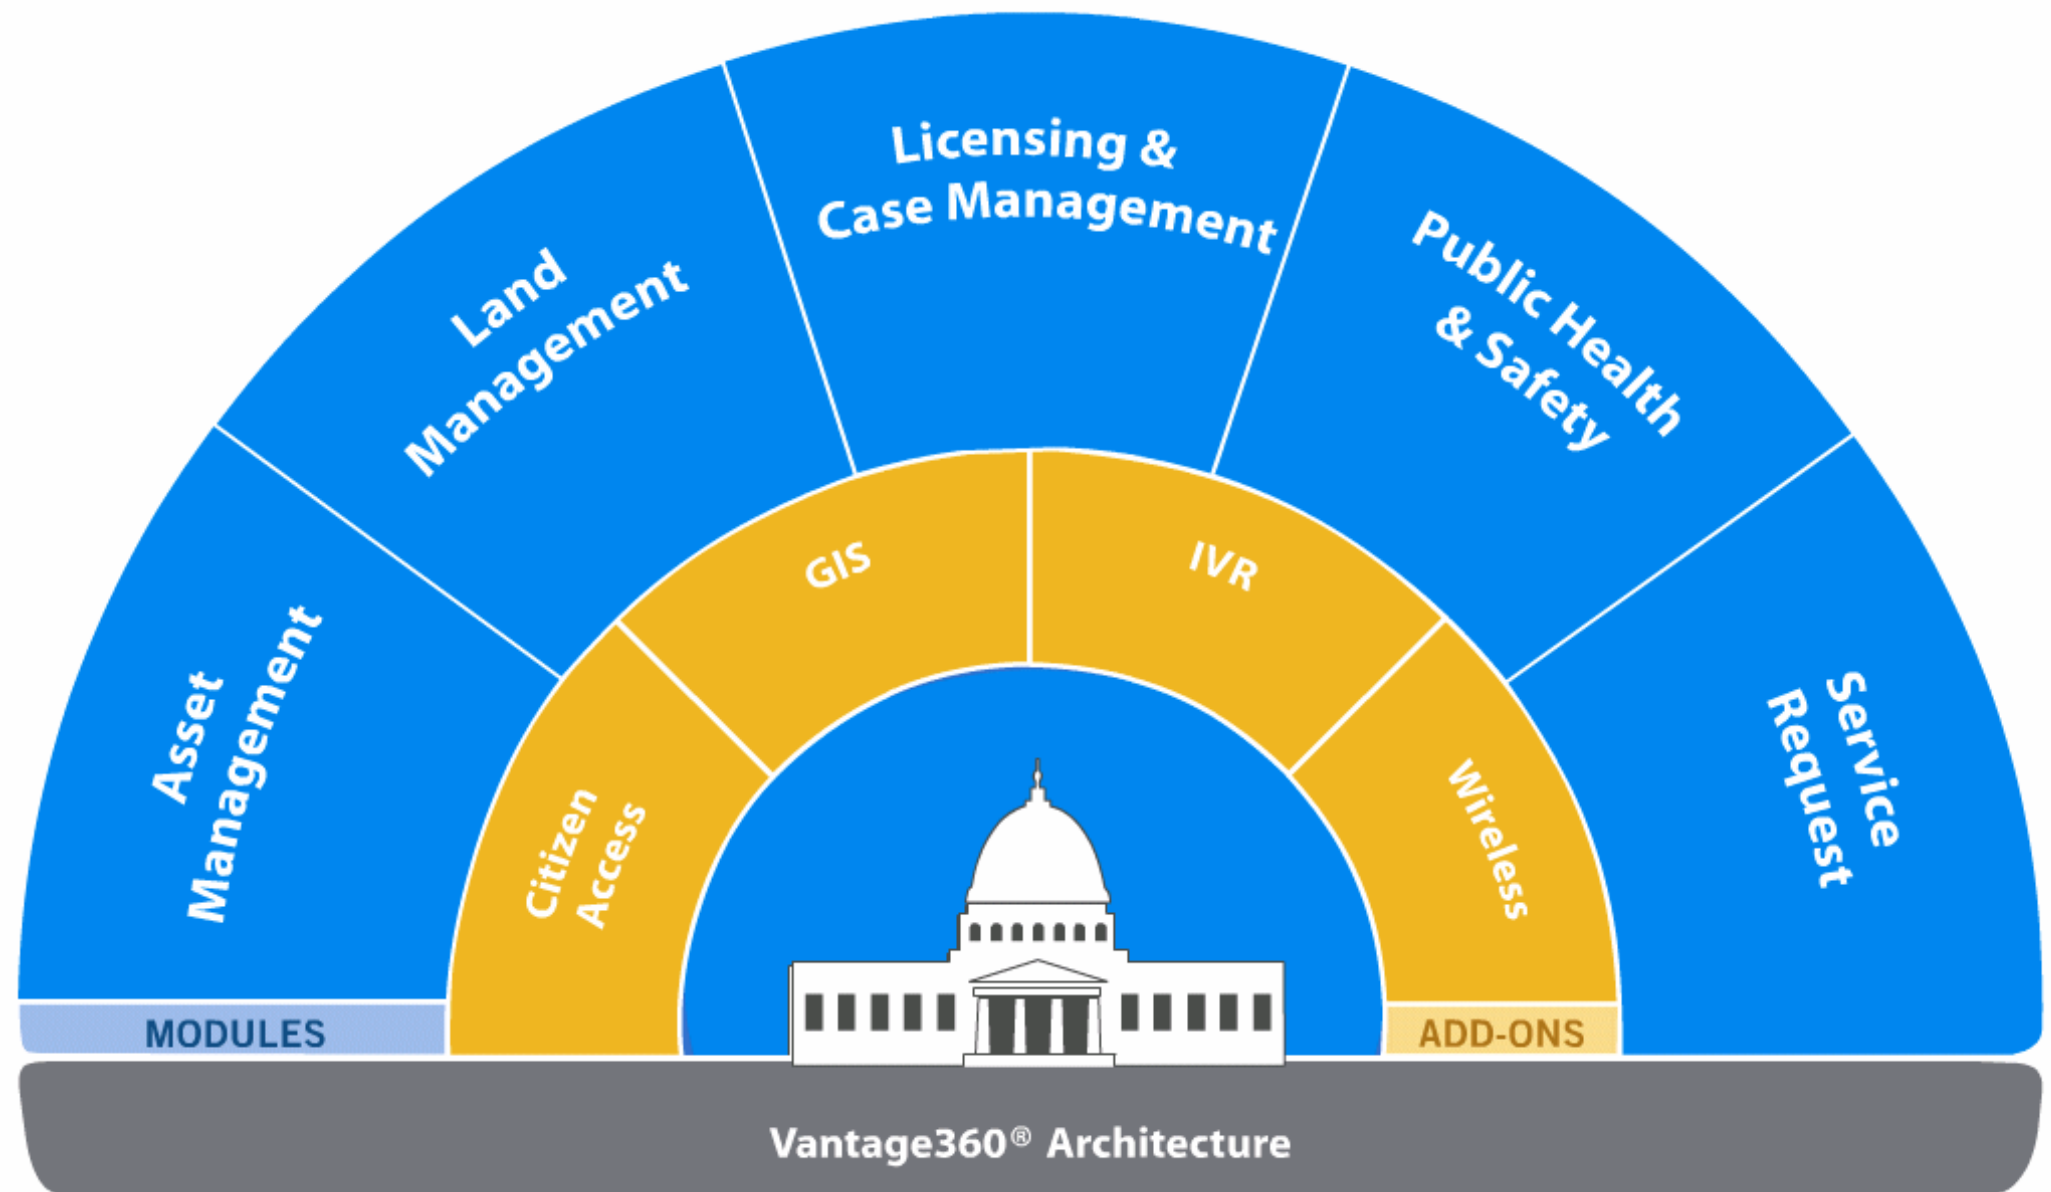 Licensing &
Case Management
Land
Management
Public Health
& Safety
Asset
Management
Service
Request
GIS
IVR
Citizen
Access
Wireless
MODULES
ADD-ONS
Vantage360® Architecture